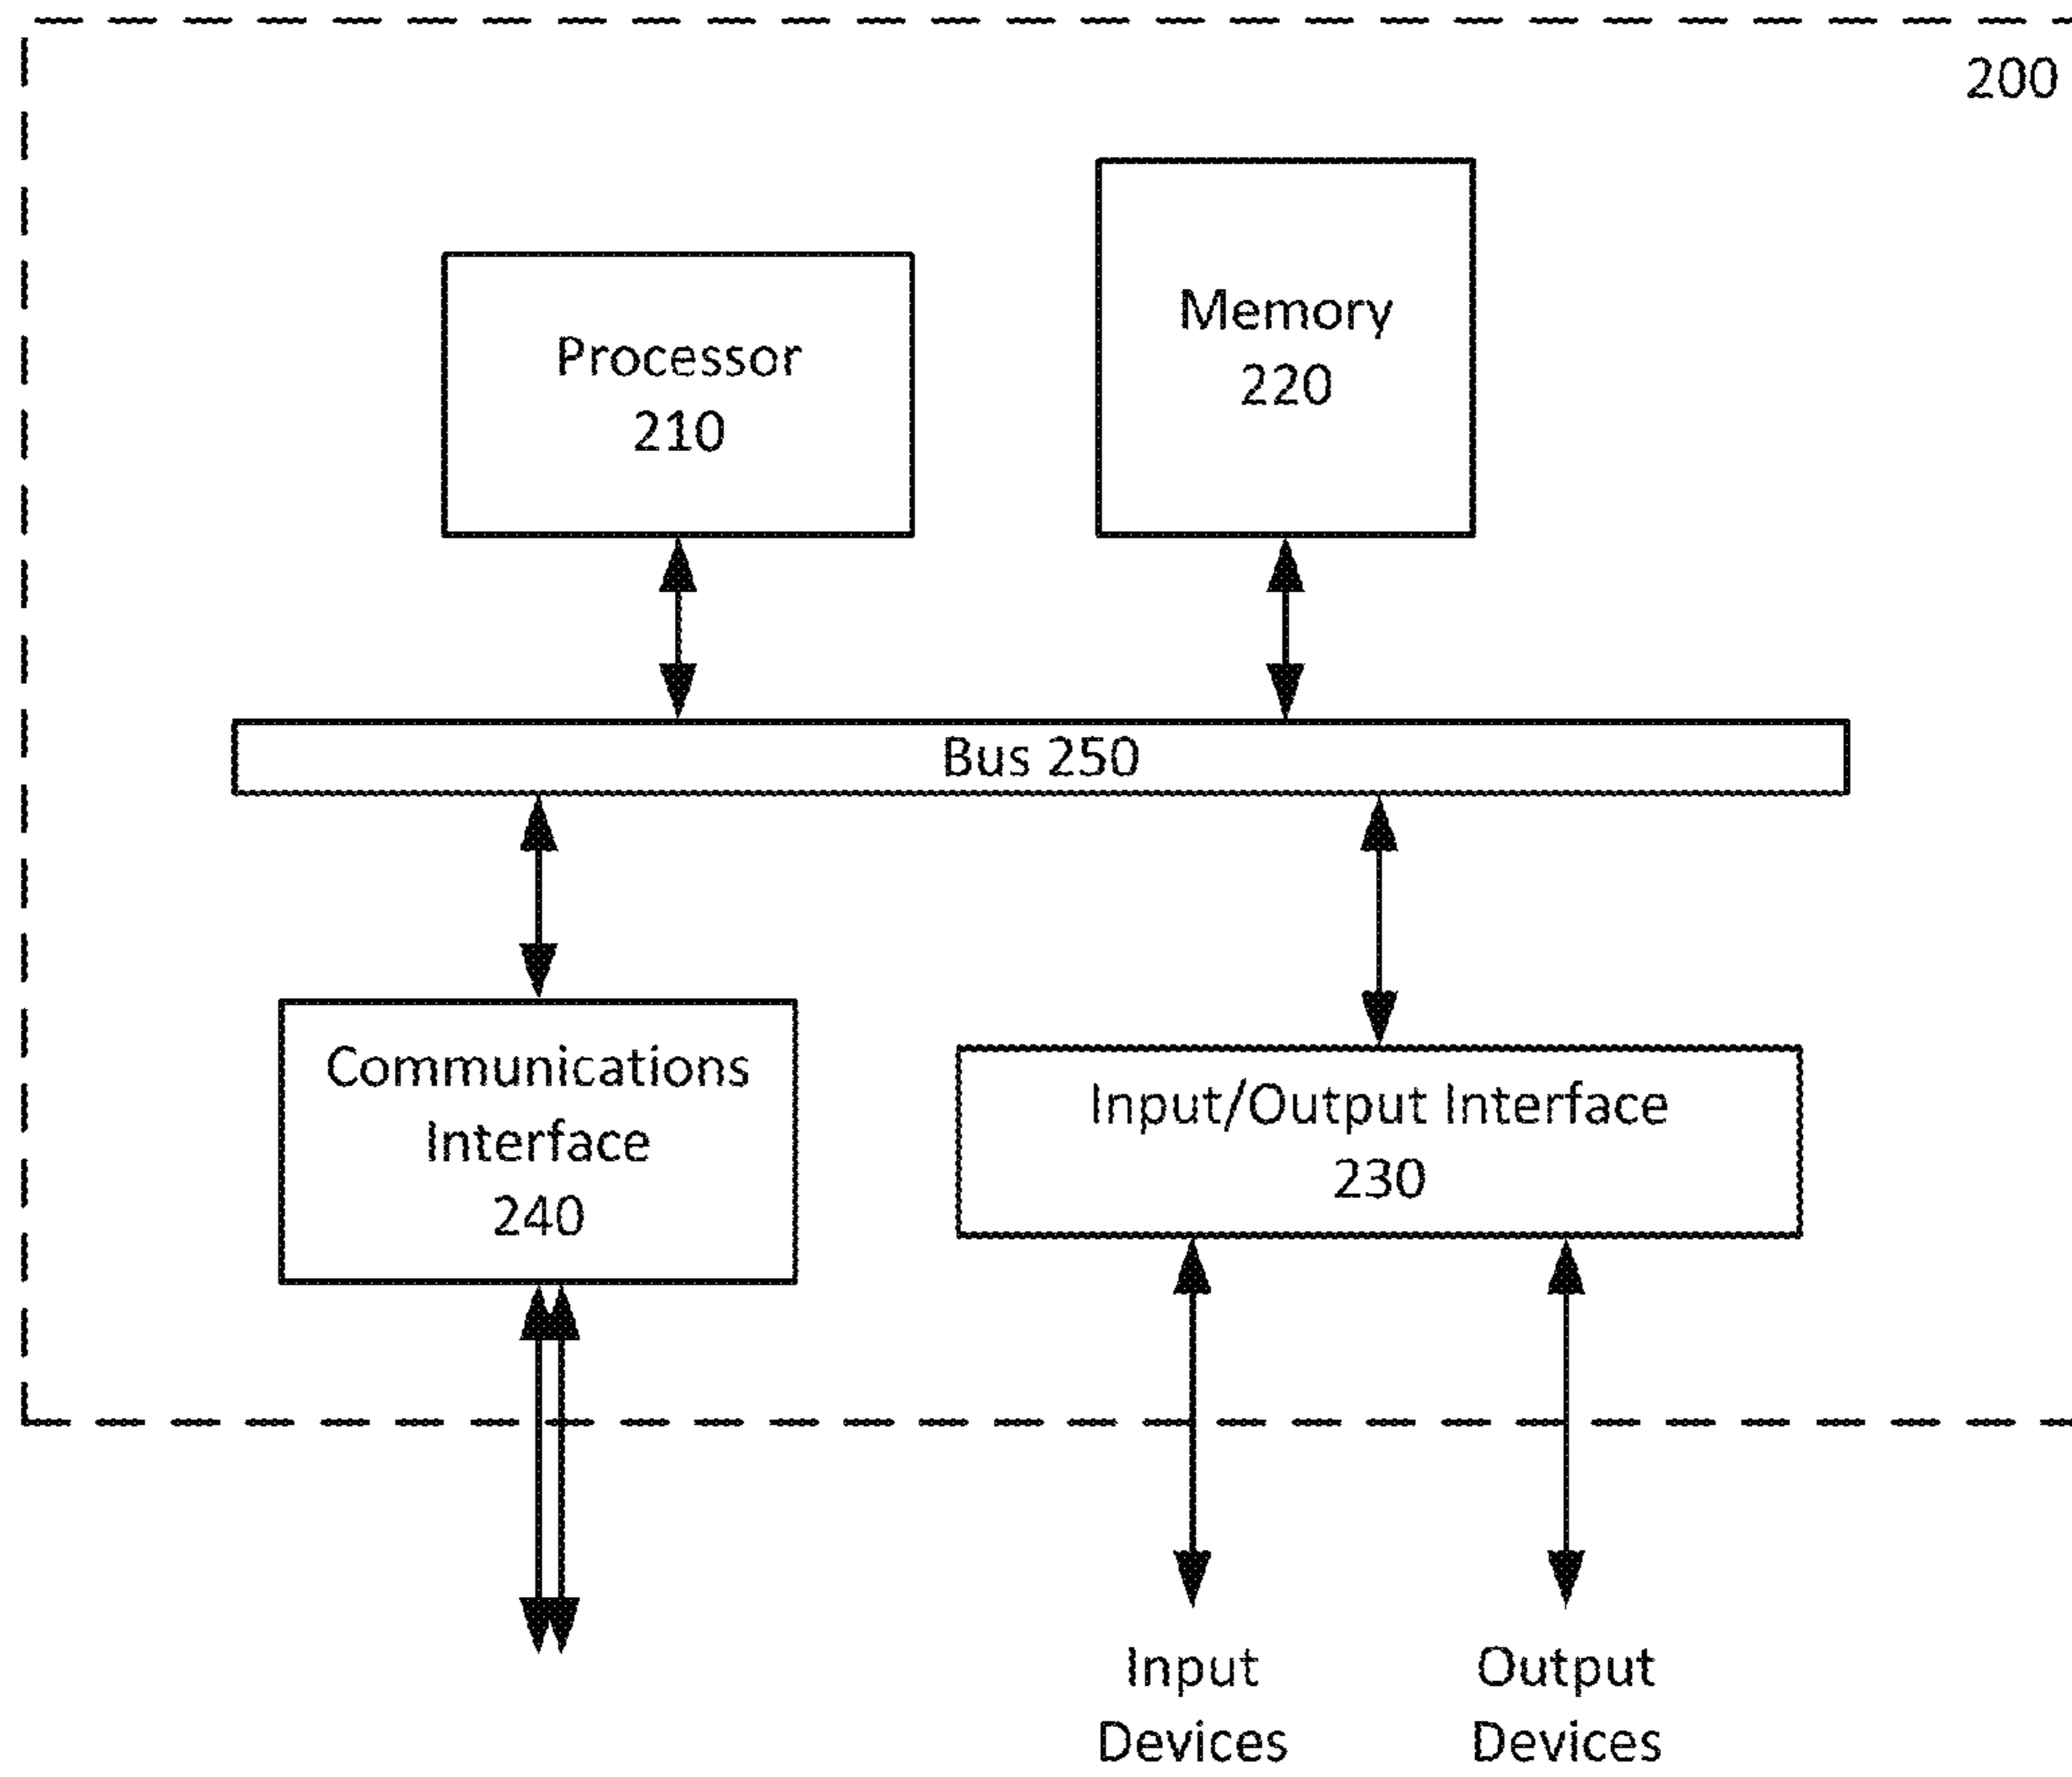 200
Processor
210
Memory
220
Bus 250
Communications
Interface
240
Input/Output Interface
230
Input
Devices
Output
Devices